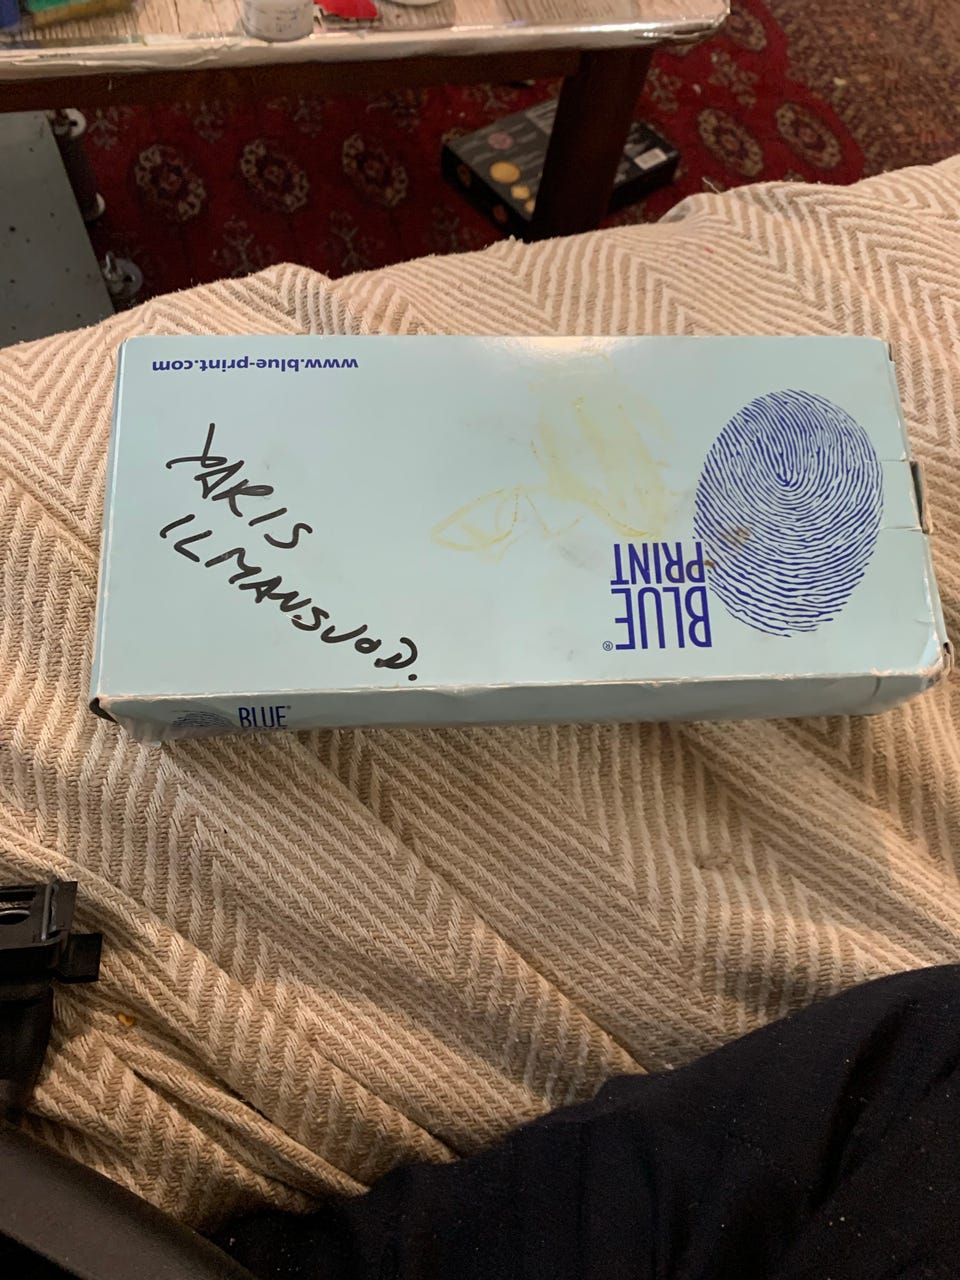 www.blue-print.com
YARIS
ILMANSUOD.
BLUE
PRINT
®
BLUE®